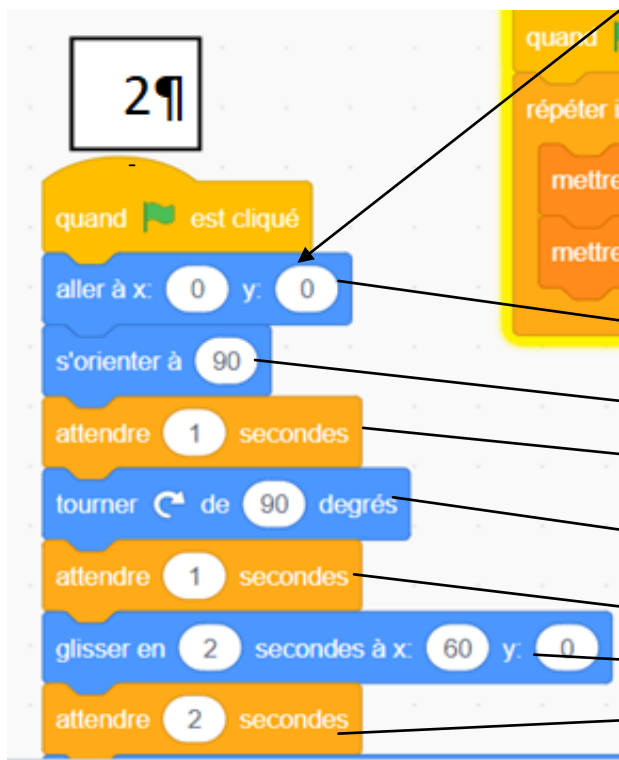 2¶
quand est cliqué
aller à x: 0 y: 0
s'orienter à 90
attendre 1 secondes
tourner de 90 degrés
attendre 1 secondes
glisser en 2 secondes à x: 60 y: 0
attendre 2 secondes
quand
répéter
mettre
mettre